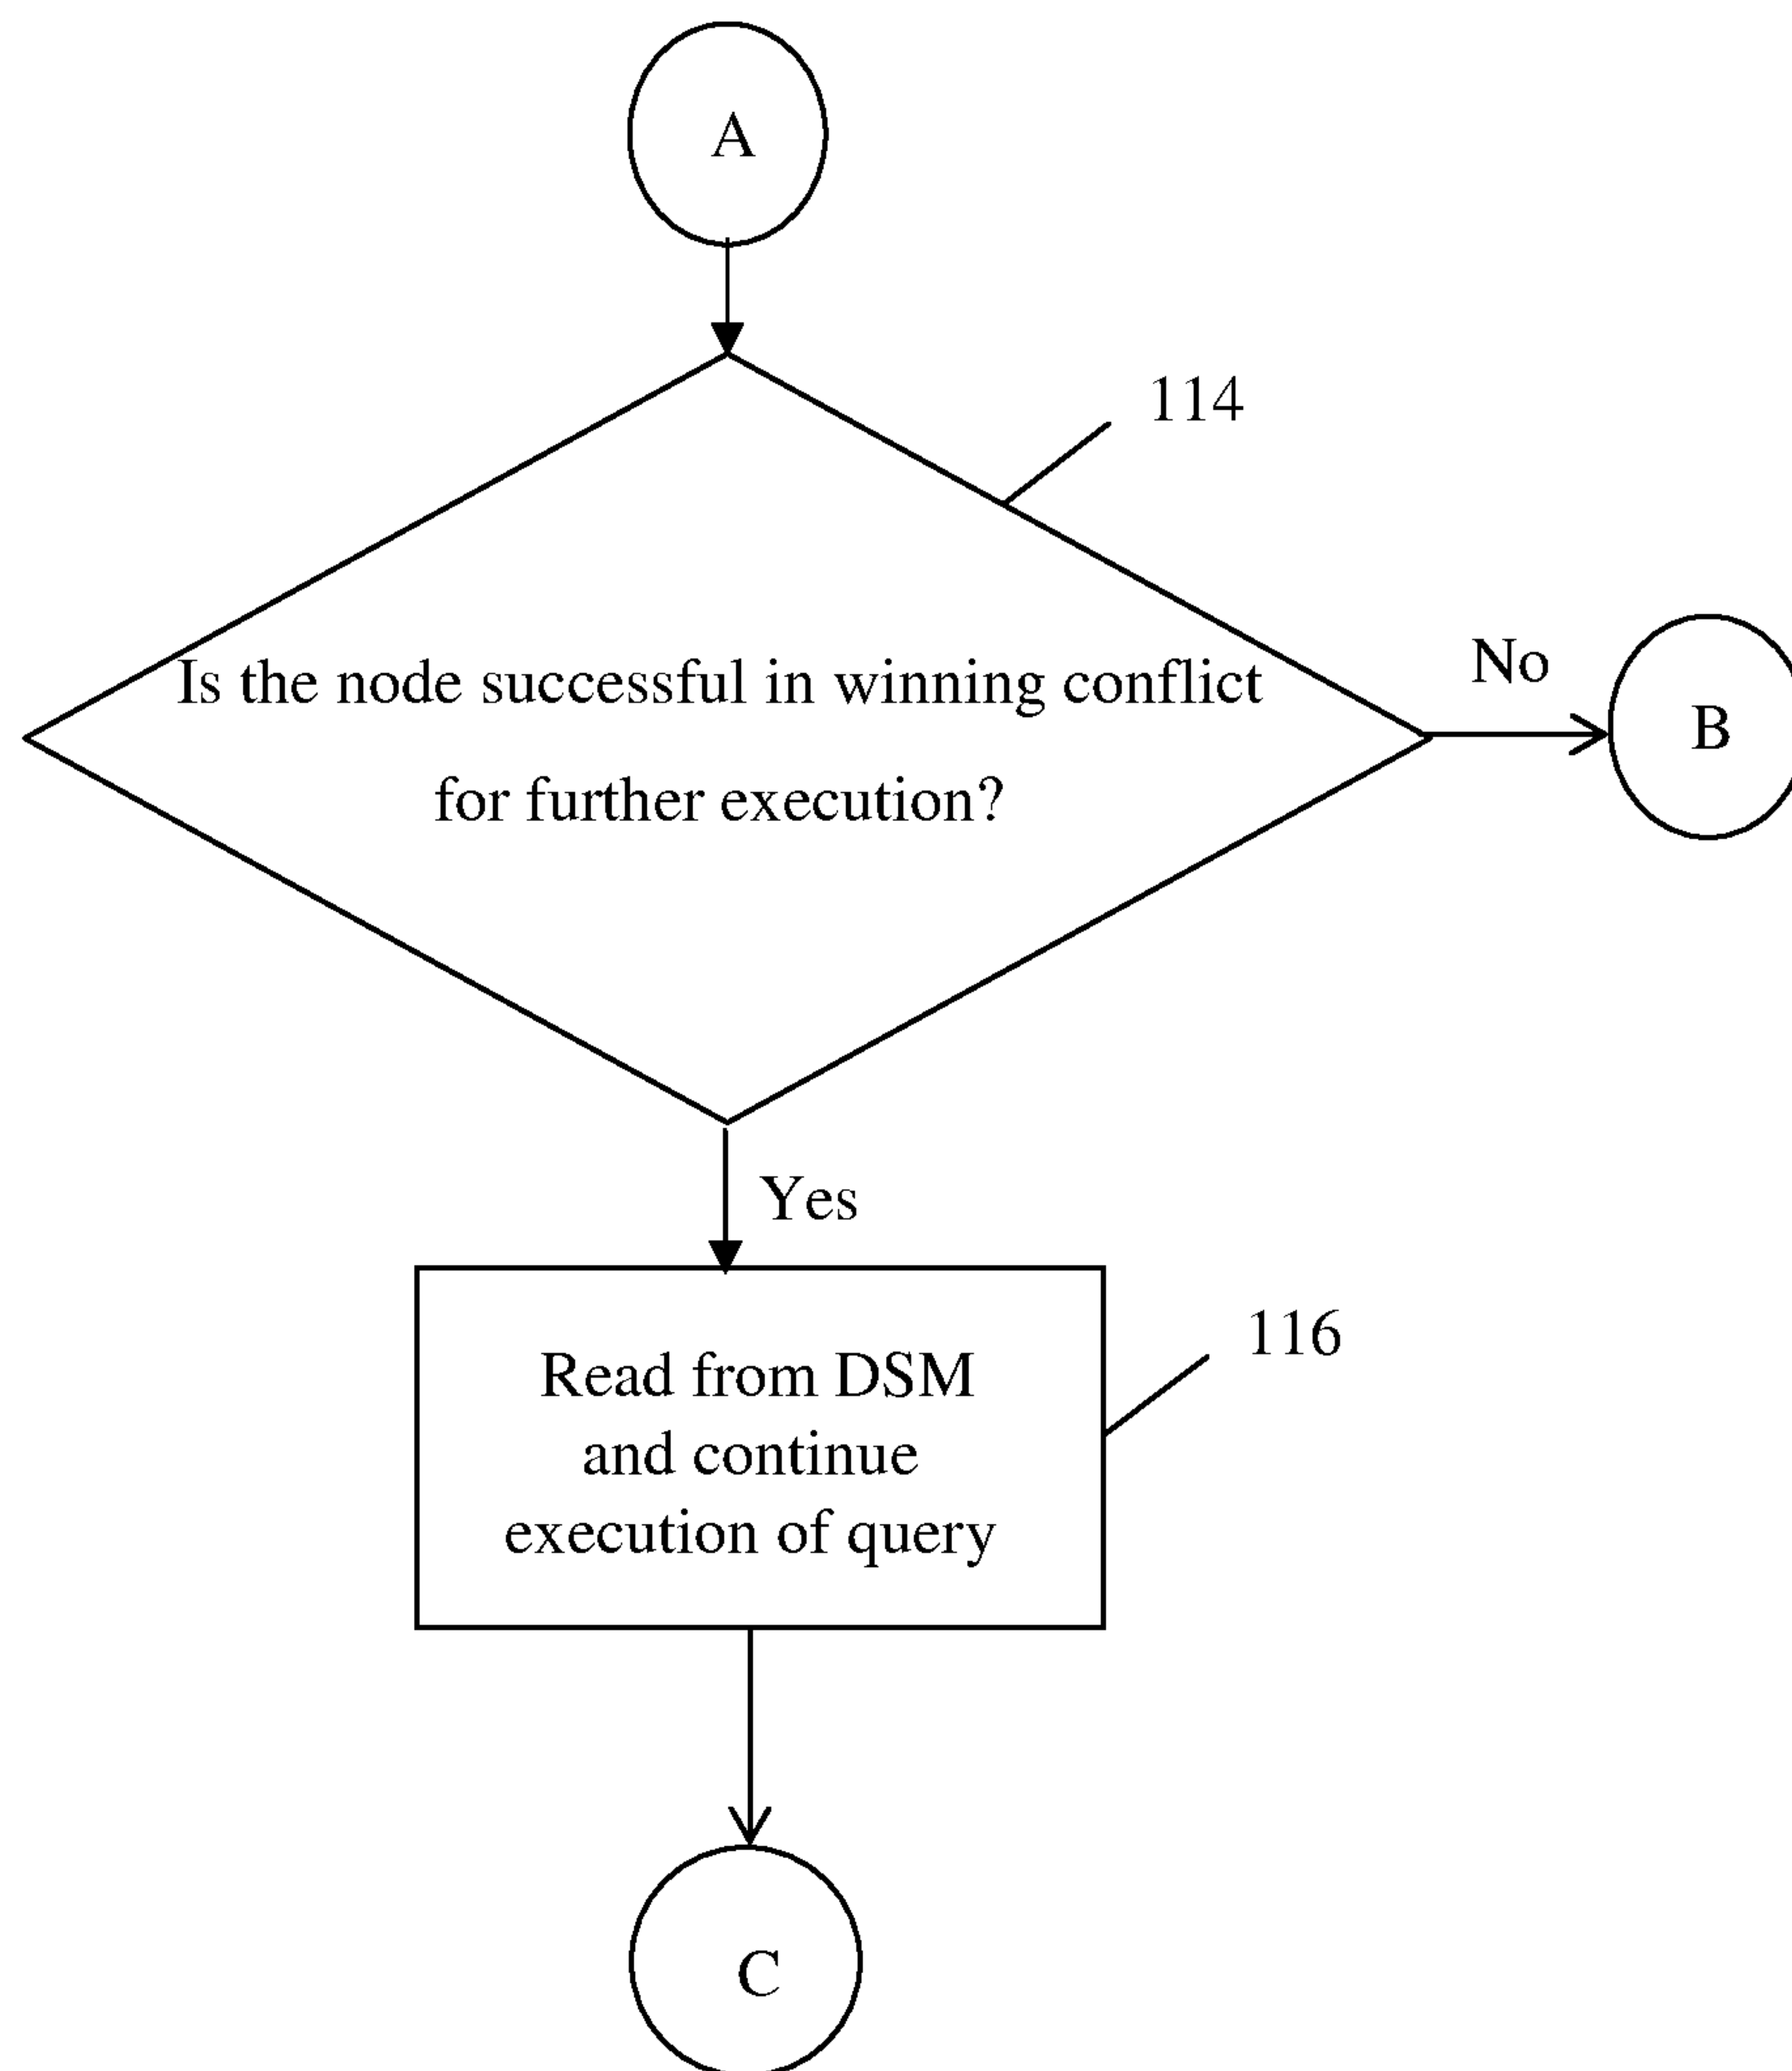 A
114
Is the node successful in winning conflict
for further execution?
No
B
Yes
116
Read from DSM
and continue
execution of query
C